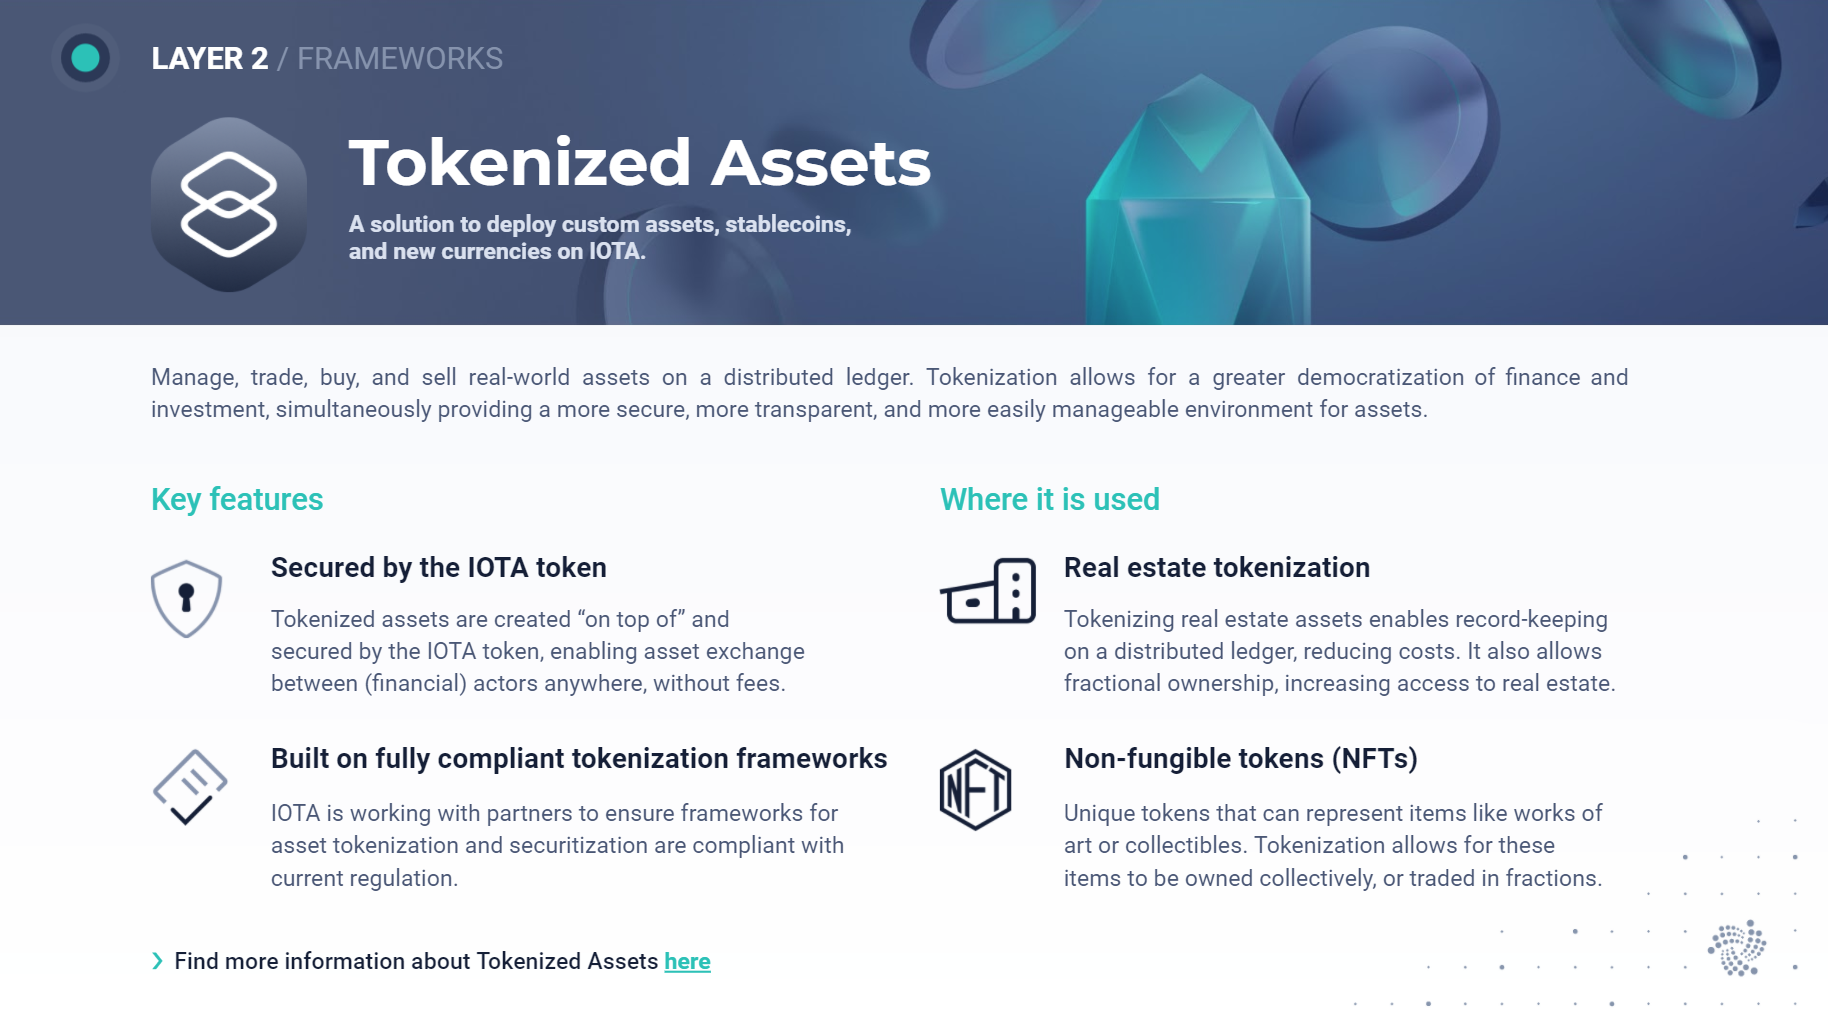 LAYER 2 / FRAMEWORKS
Tokenized Assets
A solution to deploy custom assets, stablecoins,
and new currencies on IOTA.
Manage, trade, buy, and sell real-world assets on a distributed ledger. Tokenization allows for a greater democratization of finance and
investment, simultaneously providing a more secure, more transparent, and more easily manageable environment for assets.
Key features
Secured by the IOTA token
Tokenized assets are created “on top of” and
secured by the IOTA token, enabling asset exchange
between (financial) actors anywhere, without fees.
Built on fully compliant tokenization frameworks
IOTA is working with partners to ensure frameworks for
asset tokenization and securitization are compliant with
current regulation.
Where it is used
Real estate tokenization
Tokenizing real estate assets enables record-keeping
on a distributed ledger, reducing costs. It also allows
fractional ownership, increasing access to real estate.
NFT
Non-fungible tokens (NFTs)
Unique tokens that can represent items like works of
art or collectibles. Tokenization allows for these
items to be owned collectively, or traded in fractions.
Find more information about Tokenized Assets here